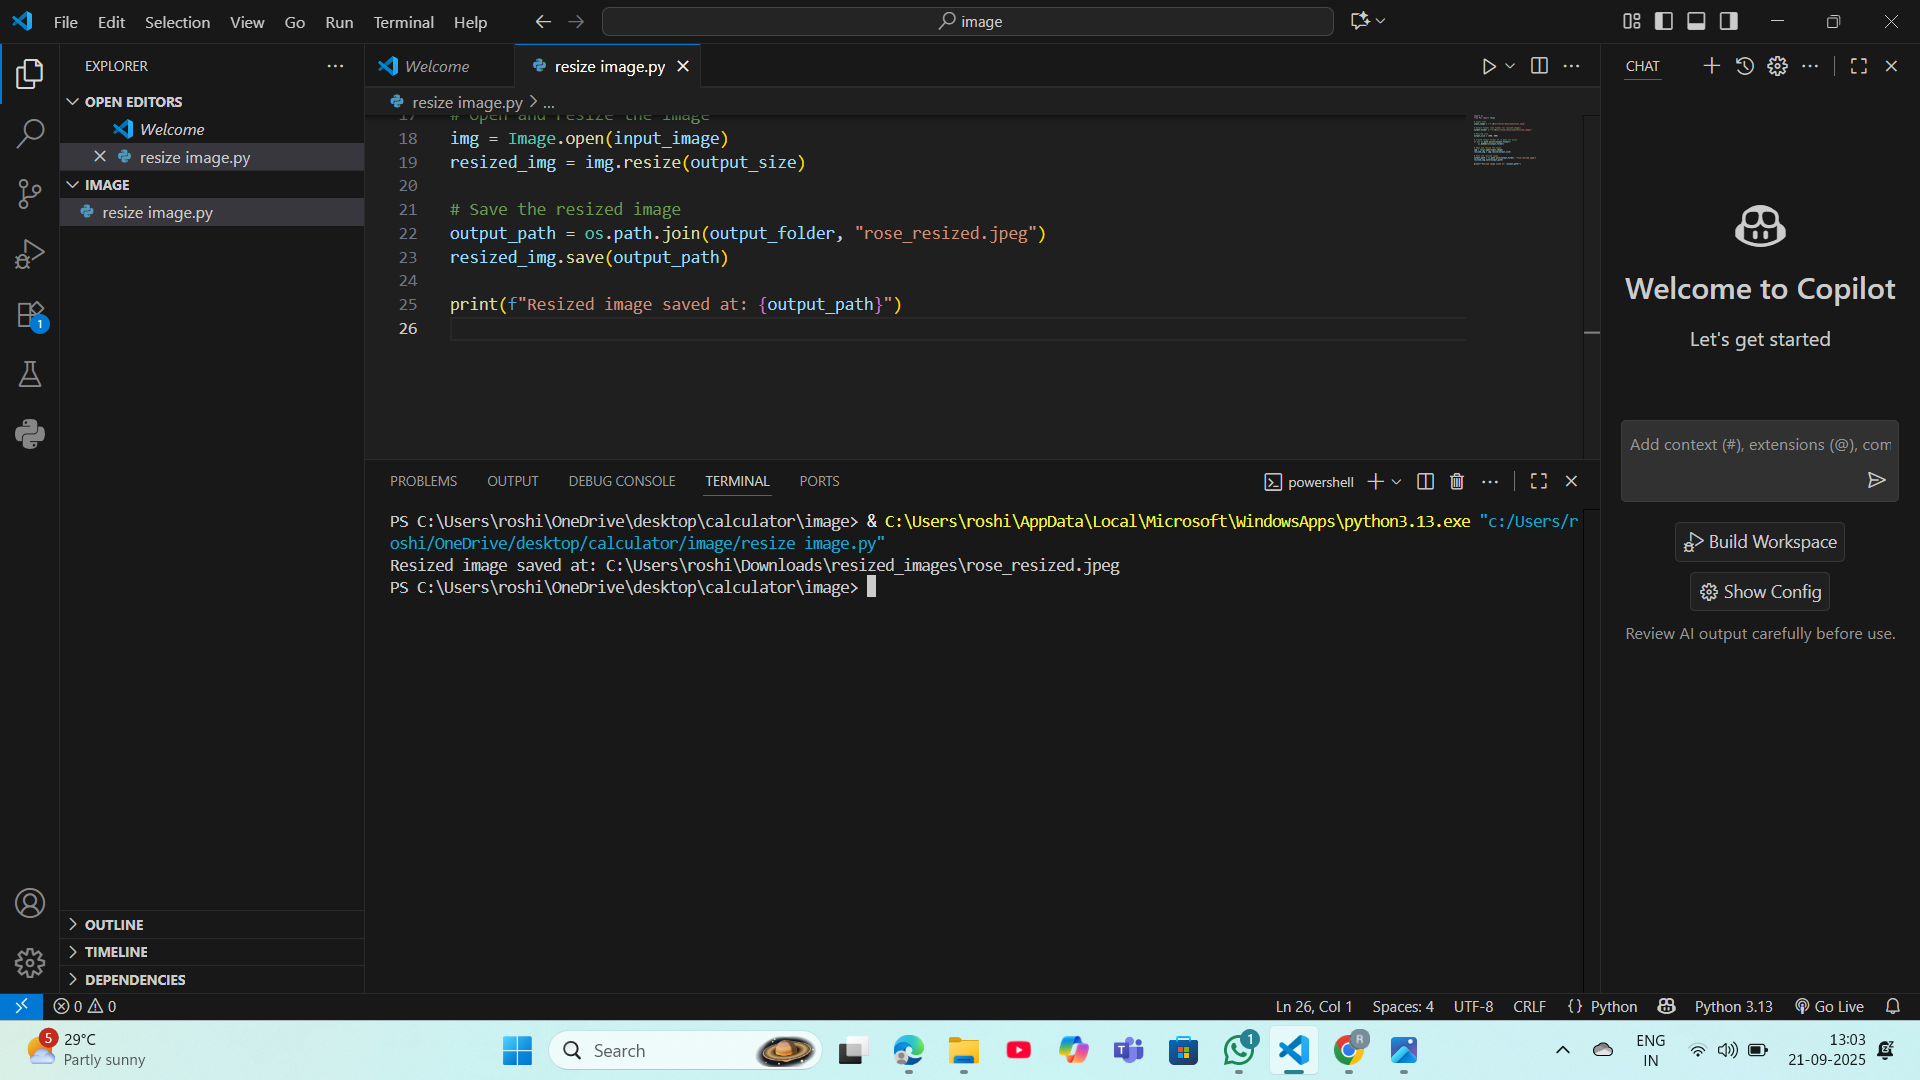 File Edit Selection View Go Run Terminal Help
image
EXPLORER
OPEN EDITORS
Welcome
resize image.py
IMAGE
resize image.py
OUTLINE
TIMELINE
DEPENDENCIES
1
Welcome
resize image.py
resize image.py > ...
17 # Open and resize the image
18 img = Image.open(input_image)
19 resized_img = img.resize(output_size)
20
21 # Save the resized image
22 output_path = os.path.join(output_folder, "rose_resized.jpeg")
23 resized_img.save(output_path)
24
25 print(f"Resized image saved at: {output_path}")
26
PROBLEMS OUTPUT DEBUG CONSOLE TERMINAL PORTS
powershell
PS C:\Users\roshi\OneDrive\desktop\calculator\image> & C:\Users\roshi\AppData\Local\Microsoft\WindowsApps\python3.13.exe "c:/Users/r
oshi/OneDrive/desktop/calculator/image/resize image.py"
Resized image saved at: C:\Users\roshi\Downloads\resized_images\rose_resized.jpeg
PS C:\Users\roshi\OneDrive\desktop\calculator\image>
CHAT
Welcome to Copilot
Let's get started
Add context (#), extensions (@), com
Build Workspace
Show Config
Review AI output carefully before use.
0 0
Ln 26, Col 1 Spaces: 4 UTF-8 CRLF {} Python Python 3.13 Go Live
5
29°C
Partly sunny
Search
1
R
ENG
IN
13:03
21-09-2025